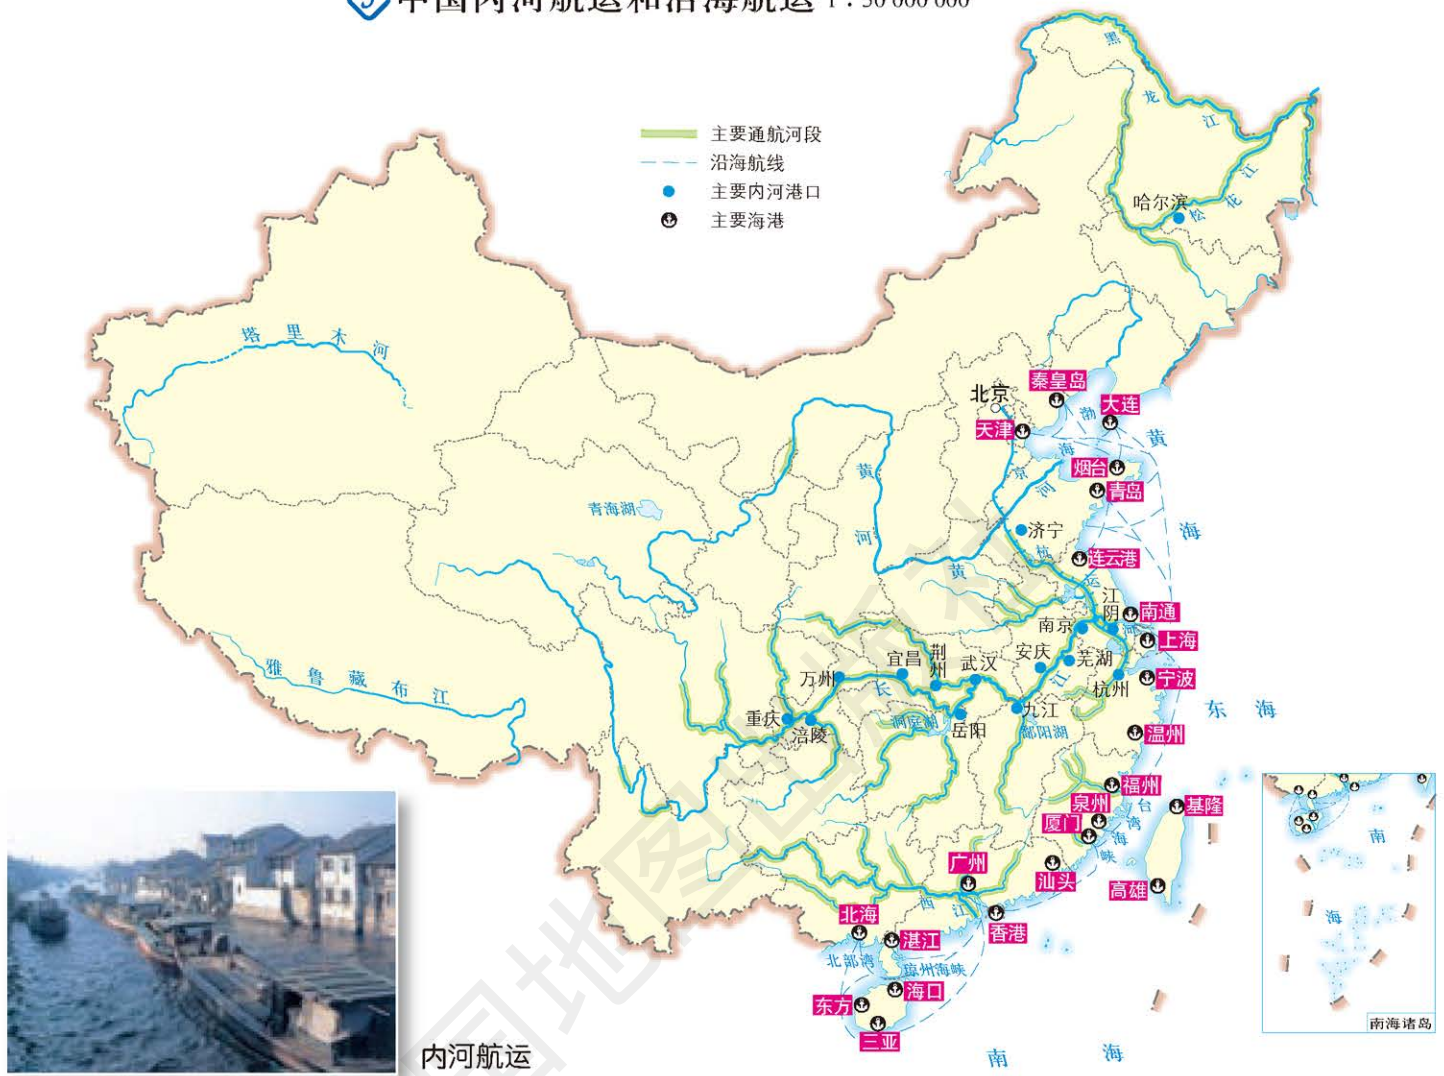 中国内河航运和沿海航运 1：50 000 000
主要通航河段
沿海航线
主要内河港口
主要海港
黑龙江
松花江
哈尔滨
塔里木河
北京
秦皇岛
大连
天津
渤海
黄海
烟台
青岛
京杭运河
黄河
黄河
青海湖
济宁
连云港
江阴
南通
南京
上海
安庆
芜湖
宜昌
荆州
武汉
万州
长江
杭州
宁波
重庆
涪陵
洞庭湖
岳阳
九江
鄱阳湖
东海
温州
雅鲁藏布江
福州
泉州
基隆
厦门
台湾海峡
广州
汕头
高雄
西江
北海
湛江
香港
北部湾
琼州海峡
海口
东方
三亚
南海
南海
南海诸岛
内河航运